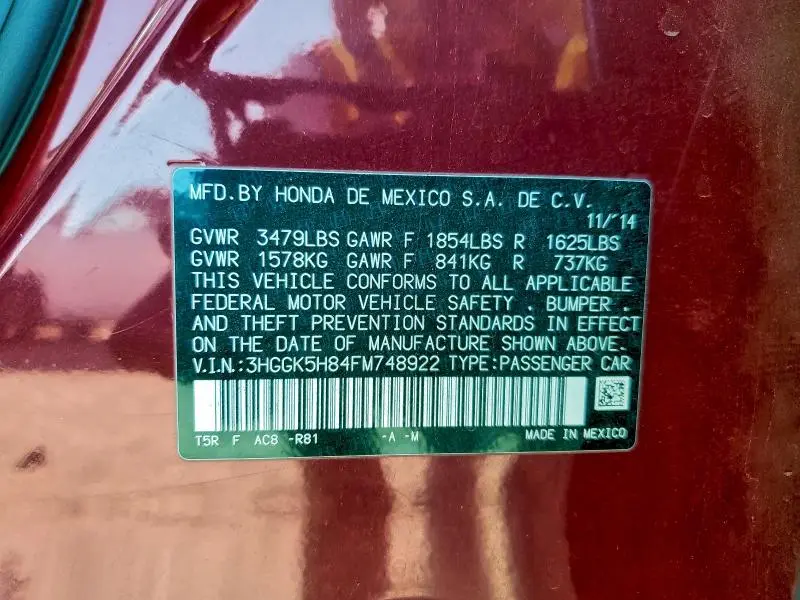 MFD.BY HONDA DE MEXICO S.A. DE C.V.
11/'14
GVWR 3479LBS GAWR F 1854LBS R 1625LBS
GVWR 1578KG GAWR F 841KG R 737KG
THIS VEHICLE CONFORMS TO ALL APPLICABLE
FEDERAL MOTOR VEHICLE SAFETY , BUMPER ,
AND THEFT PREVENTION STANDARDS IN EFFECT
ON THE DATE OF MANUFACTURE SHOWN ABOVE.
V.I.N.:3HGGK5H84FM748922 TYPE:PASSENGER CAR
T5R F AC8 -R81 -A -M MADE IN MEXICO